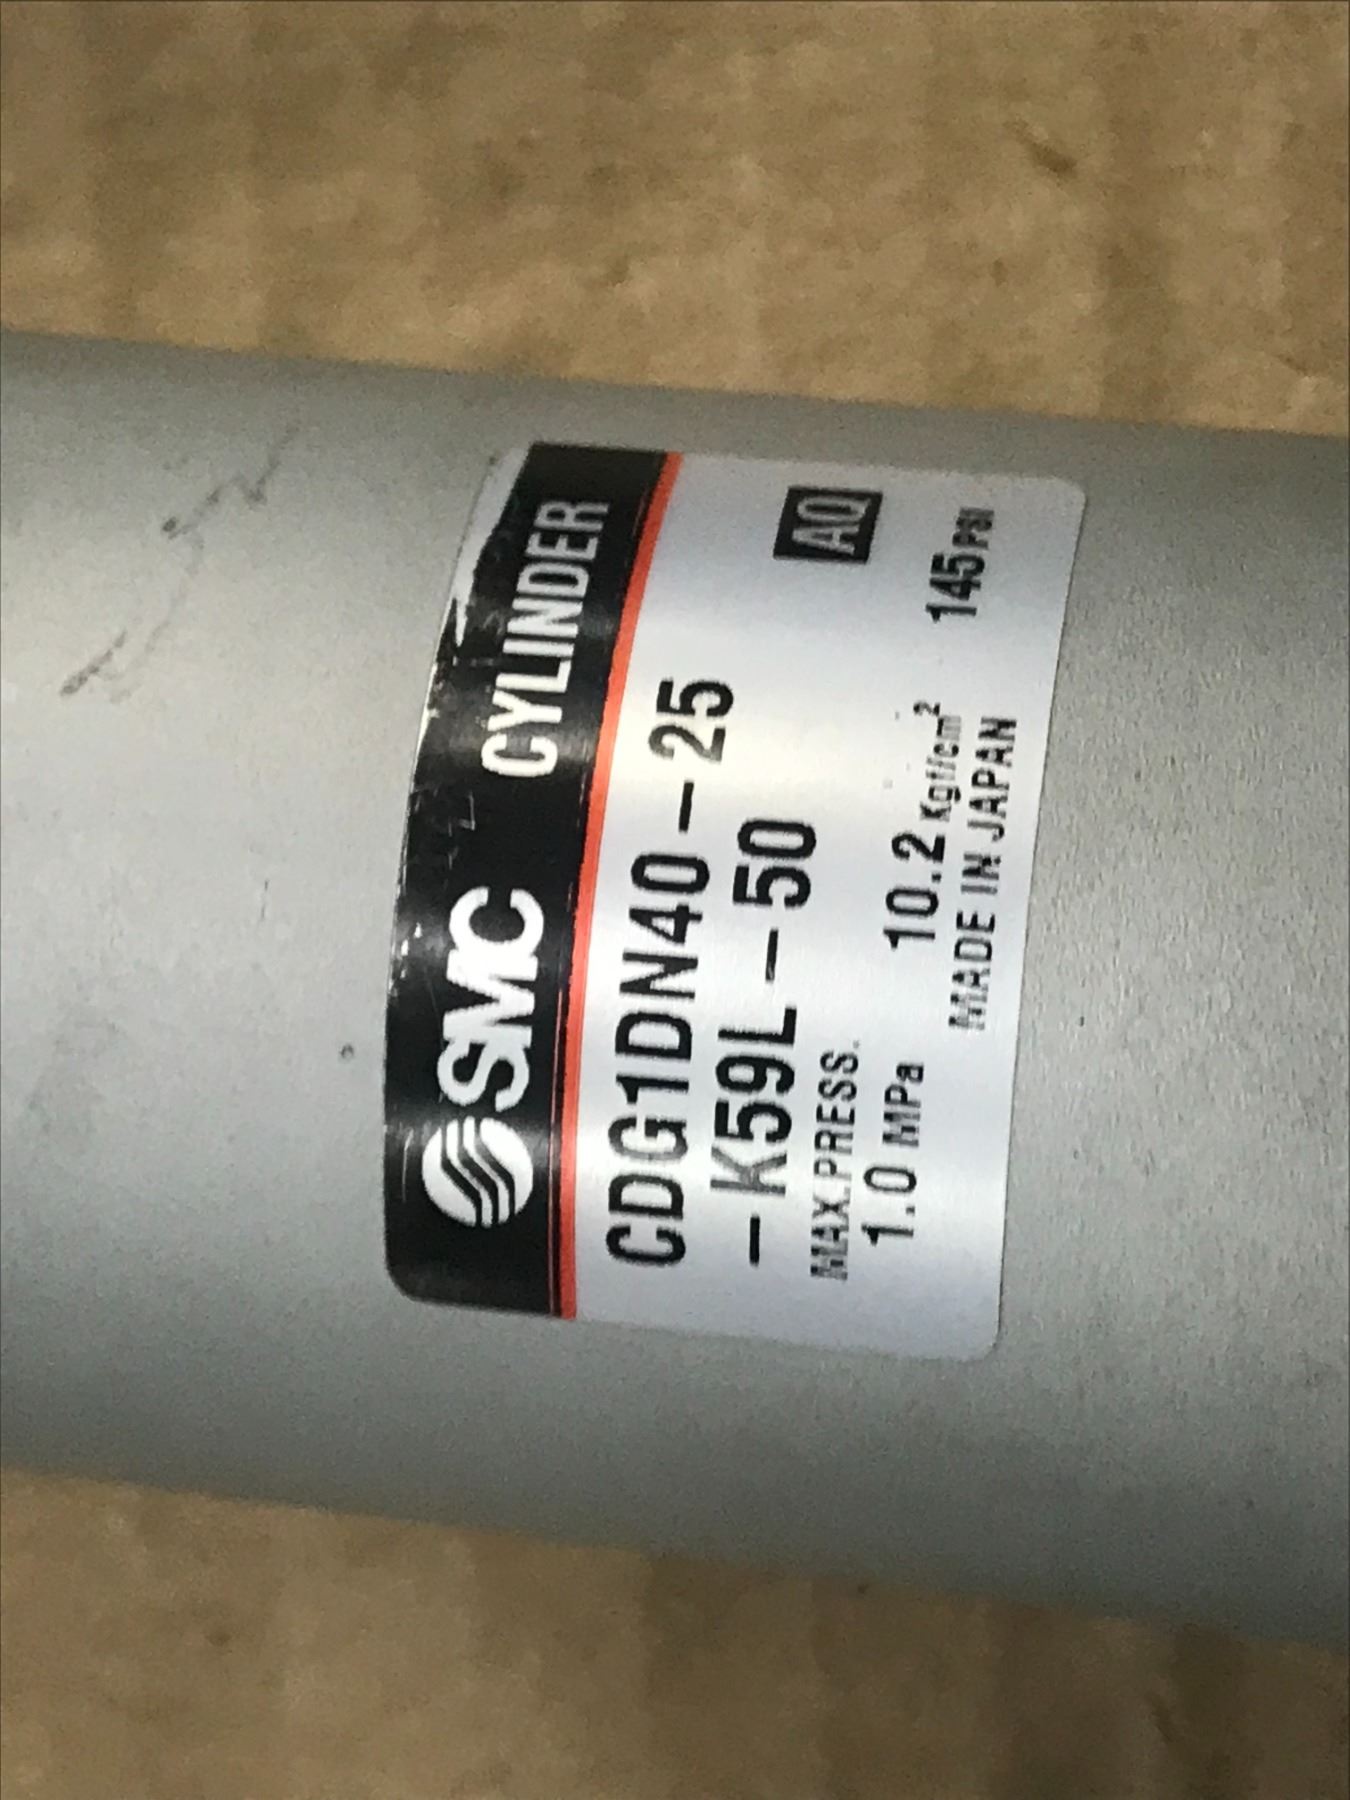 SMC CYLINDER
CDG1DN40-25
-K59L-50
AQ
MAX.PRESS.
1.0 MPa 10.2 Kgf/cm² 145 PSI
MADE IN JAPAN